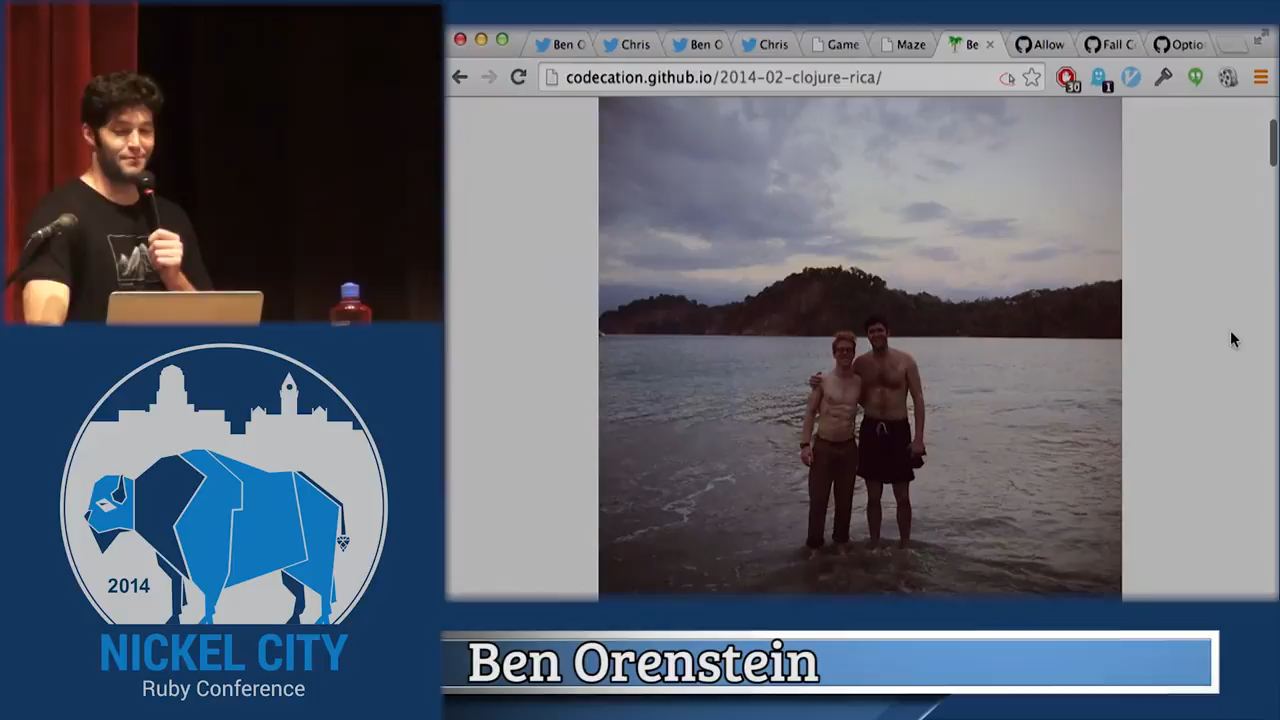 Ben O
Chris
Ben O
Chris
Game
Maze
Be
Allow
Fall C
Optio
codecation.github.io/2014-02-clojure-rica/
30
1
2014
NICKEL CITY
Ruby Conference
Ben Orenstein